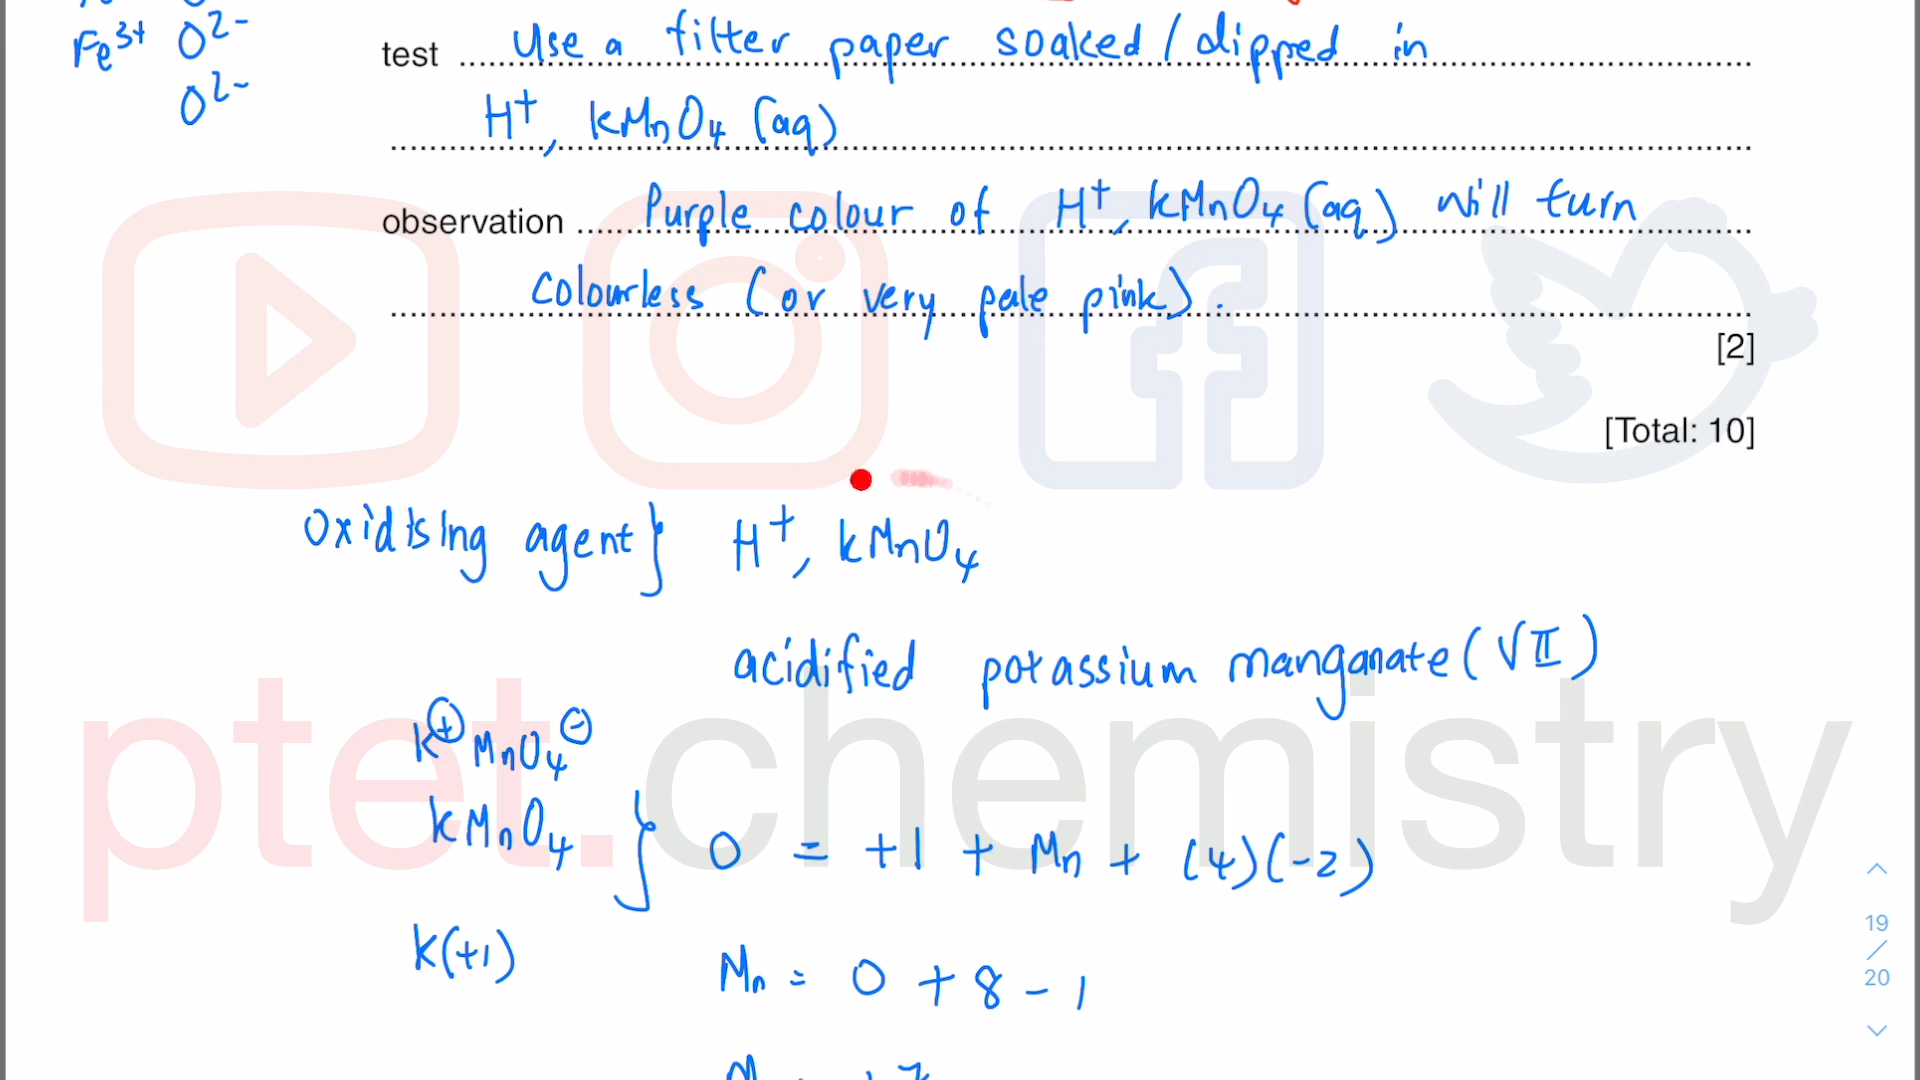 Fe³⁺ O²⁻
O²⁻
test Use a filter paper soaked / dipped in
H⁺, KMnO₄ (aq)
observation Purple colour of H⁺, KMnO₄ (aq) will turn
colourless (or very pale pink).
[2]
[Total: 10]
Oxidising agent} H⁺, KMnO₄
acidified potassium manganate (VII)
ptet.chemistry
K⁺ MnO₄⁻
KMnO₄ } 0 = +1 + Mn + (4)(-2)
K(+1)
Mn = 0 + 8 - 1
19
/
20